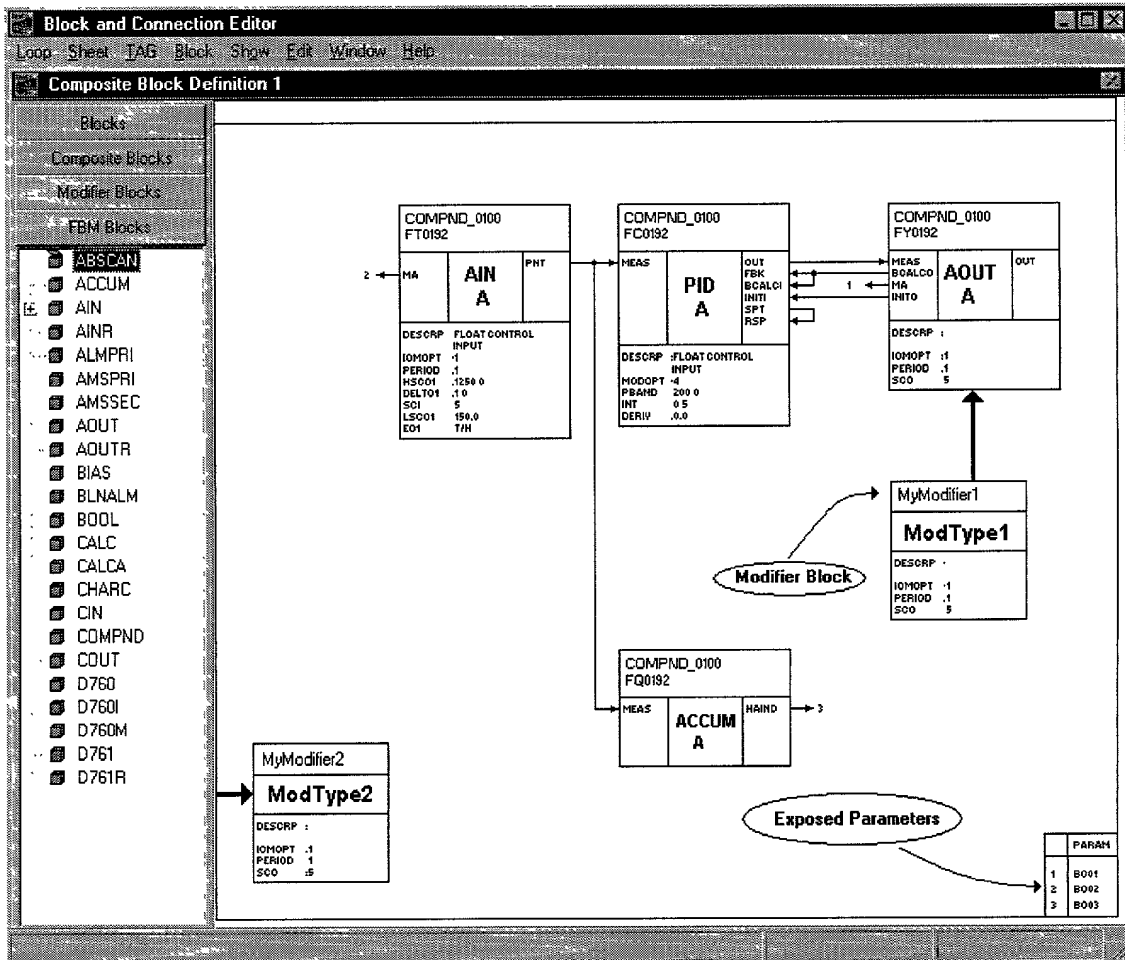 Block and Connection Editor
Loop Sheet TAG Block Show Edit Window Help
Composite Block Definition 1
Blocks
Composite Blocks
Modifier Blocks
FBM Blocks
ABSCAN
ACCUM
AIN
AINR
ALMPRI
AMSPRI
AMSSEC
AOUT
AOUTR
BIAS
BLNALM
BOOL
CALC
CALCA
CHARC
CIN
COMPND
COUT
D760
D760I
D760M
D761
D761R
COMPND_0100
FT0192
2
MA
AIN
A
PNT
DESCRP FLOAT CONTROL
INPUT
IOMOPT .1
PERIOD .1
HSCO1 .1250 0
DELTO1 .1 0
SCI 5
LSCO1 150.0
EO1 T/H
COMPND_0100
FC0192
MEAS
PID
A
OUT
FBK
BCALCI
INITI
SPT
RSP
DESCRP :FLOAT CONTROL
INPUT
MODOPT .4
PBAND 200 0
INT 0 5
DERIV .0.0
COMPND_0100
FY0192
MEAS
BCALCO
1
MA
INITO
AOUT
A
OUT
DESCRP :
IOMOPT :1
PERIOD .1
SCO 5
MyModifier1
ModType1
DESCRP ·
IOMOPT ·1
PERIOD .1
SCO 5
Modifier Block
COMPND_0100
FQ0192
MEAS
ACCUM
A
HAIND
3
MyModifier2
ModType2
DESCRP :
IOMOPT .1
PERIOD 1
SCO :5
Exposed Parameters
PARAM
1 BO01
2 BO02
3 BO03